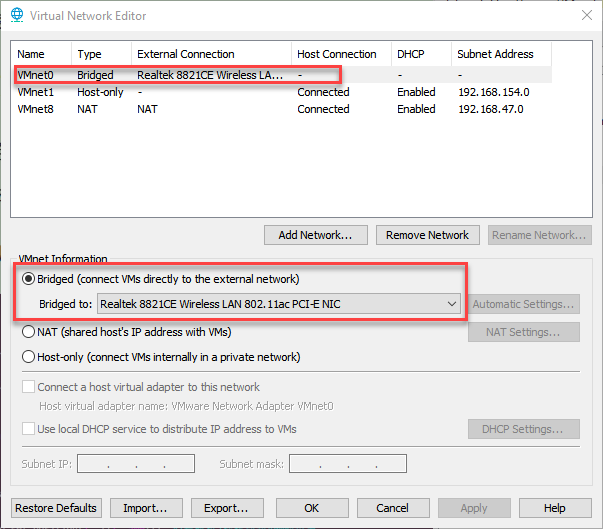 Virtual Network Editor
Name Type External Connection Host Connection DHCP Subnet Address
VMnet0 Bridged Realtek 8821CE Wireless LA... - - -
VMnet1 Host-only - Connected Enabled 192.168.154.0
VMnet8 NAT NAT Connected Enabled 192.168.47.0
Add Network... Remove Network Rename Network...
VMnet Information
Bridged (connect VMs directly to the external network)
Bridged to: Realtek 8821CE Wireless LAN 802.11ac PCI-E NIC Automatic Settings...
NAT (shared host's IP address with VMs) NAT Settings...
Host-only (connect VMs internally in a private network)
Connect a host virtual adapter to this network
Host virtual adapter name: VMware Network Adapter VMnet0
Use local DHCP service to distribute IP address to VMs DHCP Settings...
Subnet IP: . . . Subnet mask: . . .
Restore Defaults Import... Export... OK Cancel Apply Help